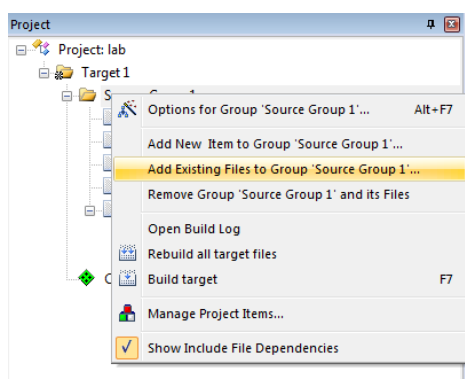 Project
Project: lab
Target 1
Options for Group 'Source Group 1'... Alt+F7
Add New Item to Group 'Source Group 1'...
Add Existing Files to Group 'Source Group 1'...
Remove Group 'Source Group 1' and its Files
Open Build Log
Rebuild all target files
Build target F7
Manage Project Items...
Show Include File Dependencies